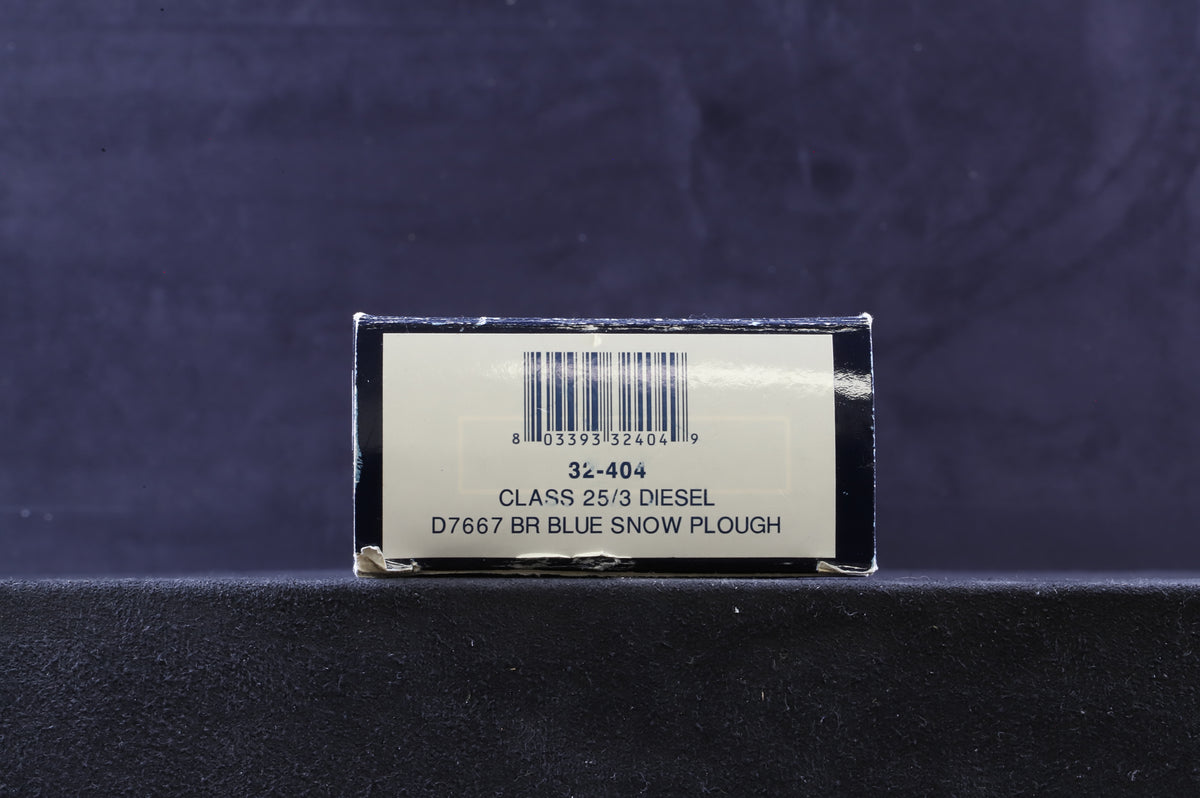 8 03393 32404 9
32-404
CLASS 25/3 DIESEL
D7667 BR BLUE SNOW PLOUGH